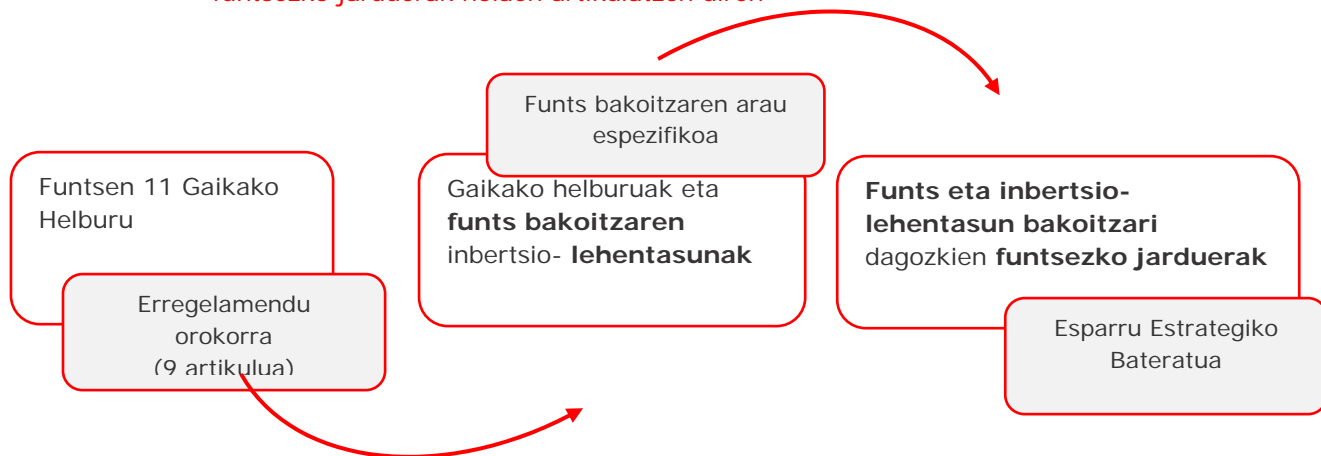 Funts bakoitzaren arau
espezifikoa
Funtsen 11 Gaikako
Helburu
Erregelamendu
orokorra
(9 artikulua)
Gaikako helburuak eta
funts bakoitzaren
inbertsio- lehentasunak
Funts eta inbertsio-
lehentasun bakoitzari
dagozkien funtsezko jarduerak
Esparru Estrategiko
Bateratua